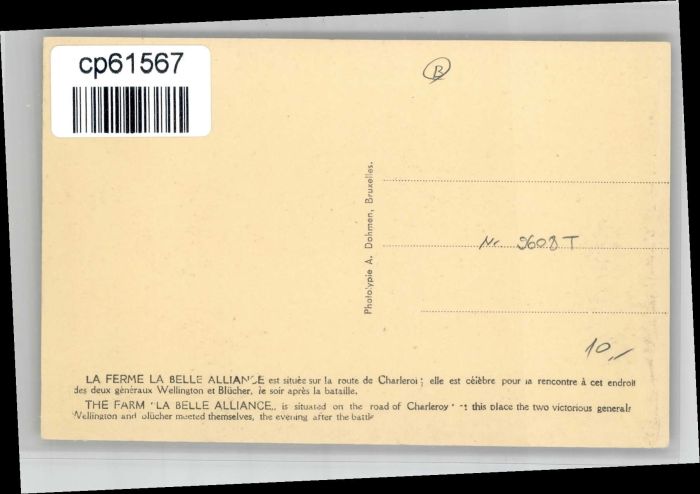 cp61567
B
Phototypie A. Dohmen, Bruxelles.
Nr 9608 T
10,-
LA FERME LA BELLE ALLIANCE est située sur la route de Charleroi ; elle est célèbre pour la rencontre à cet endroit
des deux généraux Wellington et Blücher, le soir après la bataille.
THE FARM "LA BELLE ALLIANCE„ is situated on the road of Charleroy at this place the two victorious generals
Wellington and Blücher meeted themselves, the evening after the battle